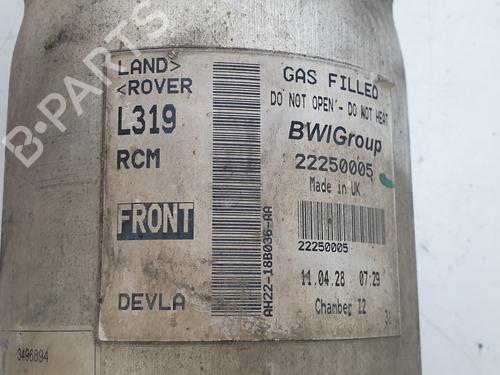 B-PARTS
LAND>
<ROVER
L319
RCM
FRONT
DEVLA
AH22-18B036-AA
GAS FILLED
DO NOT OPEN - DO NOT HEAT
BWIGroup
22250005
Made in UK
22250005
11.04.28 07:29
Chamber 12
3496894